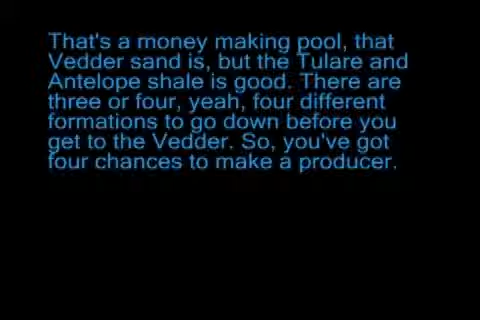 That's a money making pool, that
Vedder sand is, but the Tulare and
Antelope shale is good. There are
three or four, yeah, four different
formations to go down before you
get to the Vedder. So, you've got
four chances to make a producer.